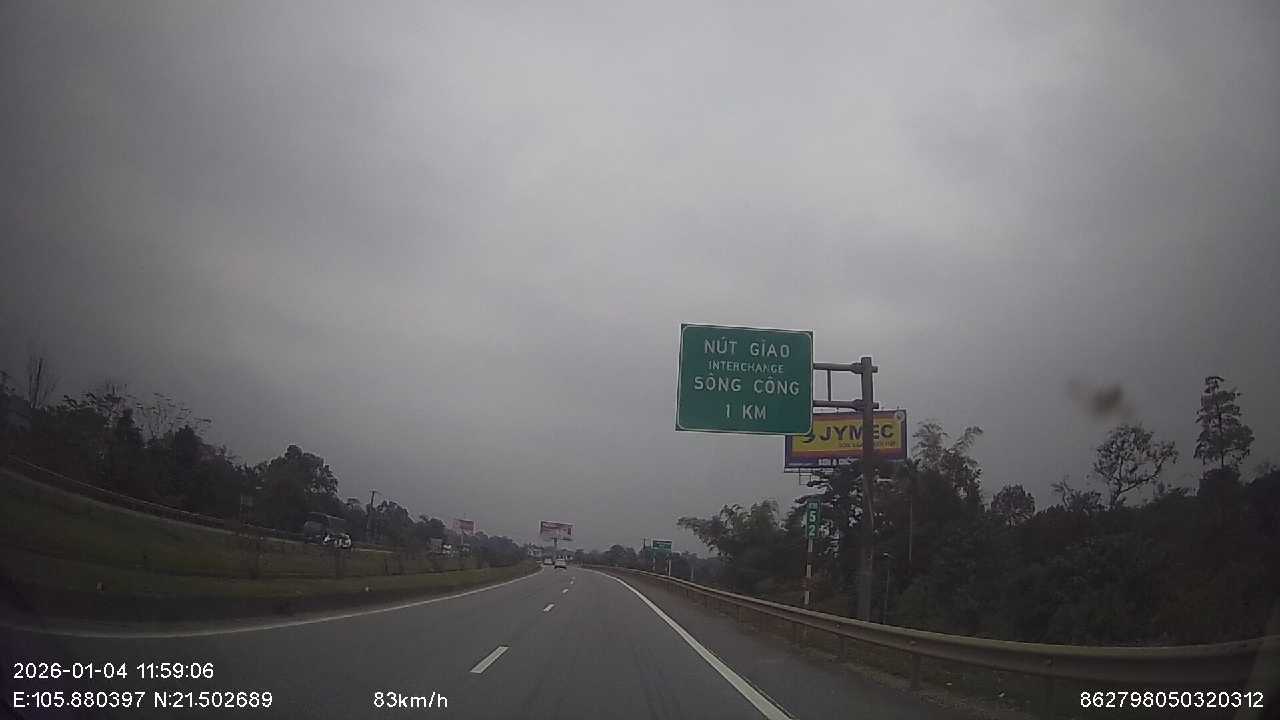 NÚT GIAO
INTERCHANGE
SÔNG CÔNG
1 KM
JYMEC
52
2026-01-04 11:59:06
E:105.880397 N:21.502689
83km/h
862798050320312